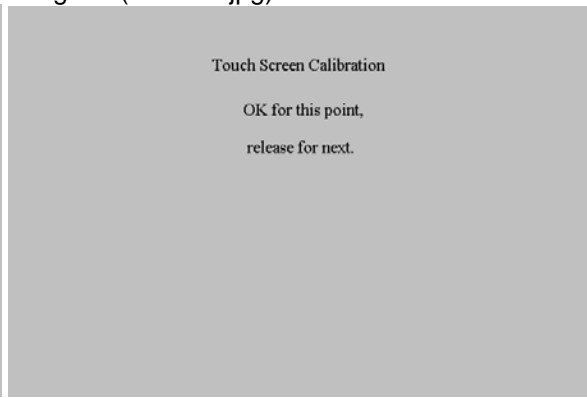 Touch Screen Calibration
OK for this point,
release for next.